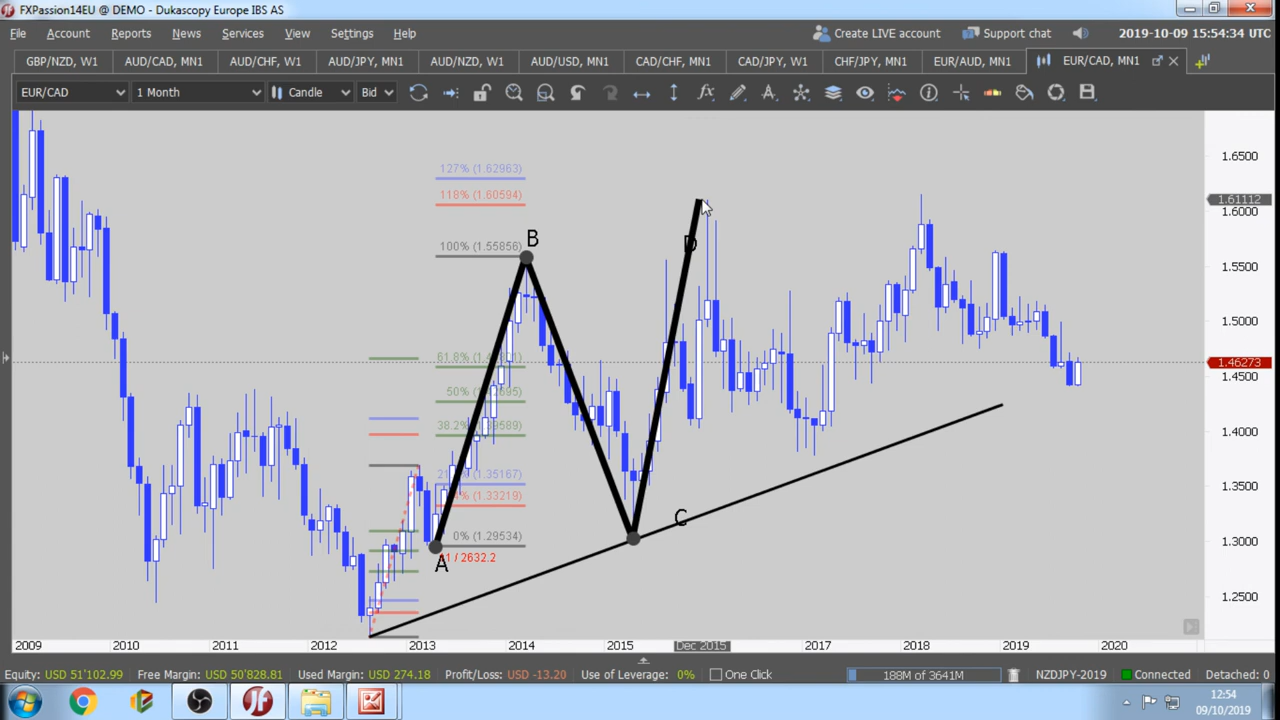 FXPassion14EU @ DEMO - Dukascopy Europe IBS AS
File Account Reports News Services View Settings Help
Create LIVE account Support chat 2019-10-09 15:54:34 UTC
GBP/NZD, W1 AUD/CAD, MN1 AUD/CHF, W1 AUD/JPY, MN1 AUD/NZD, W1 AUD/USD, MN1 CAD/CHF, MN1 CAD/JPY, W1 CHF/JPY, MN1 EUR/AUD, MN1 EUR/CAD, MN1
EUR/CAD 1 Month Candle Bid
127% (1.62963)
118% (1.60594)
100% (1.55856)
B
D
61.8%
50%
38.2%
(1.35167)
(1.33219)
0% (1.29534)
/ 2632.2
A
C
1.6500
1.61112
1.6000
1.5500
1.5000
1.46273
1.4500
1.4000
1.3500
1.3000
1.2500
2009 2010 2011 2012 2013 2014 2015 Dec 2015 2017 2018 2019 2020
Equity: USD 51'102.99 Free Margin: USD 50'828.81 Used Margin: USD 274.18 Profit/Loss: USD -13.20 Use of Leverage: 0% One Click 188M of 3641M NZDJPY-2019 Connected Detached: 0
12:54
09/10/2019